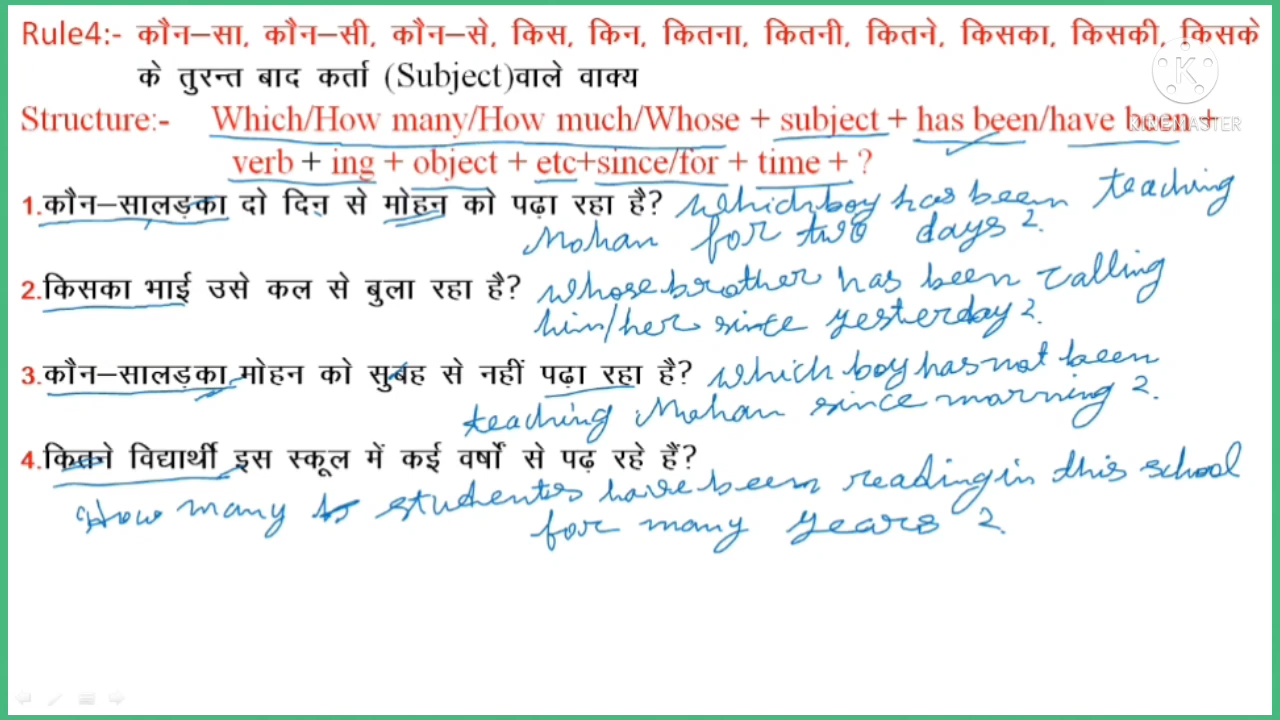 Rule4:- कौन–सा, कौन–सी, कौन–से, किस, किन, कितना, कितनी, कितने, किसका, किसकी, किसके
के तुरन्त बाद कर्ता (Subject)वाले वाक्य
Structure:- Which/How many/How much/Whose + subject + has been/have been +
verb + ing + object + etc+since/for + time + ?
1.कौन–सालड़का दो दिन से मोहन को पढ़ा रहा है? which boy has been teaching
Mohan for two days ?
2.किसका भाई उसे कल से बुला रहा है? whose brother has been calling
him/her since yesterday ?
3.कौन–सालड़का मोहन को सुबह से नहीं पढ़ा रहा है? which boy has not been
teaching Mohan since morning ?
4.कितने विद्यार्थी इस स्कूल में कई वर्षों से पढ़ रहे हैं?
How many studentes have been reading in this school
for many years ?
K
KINEMASTER